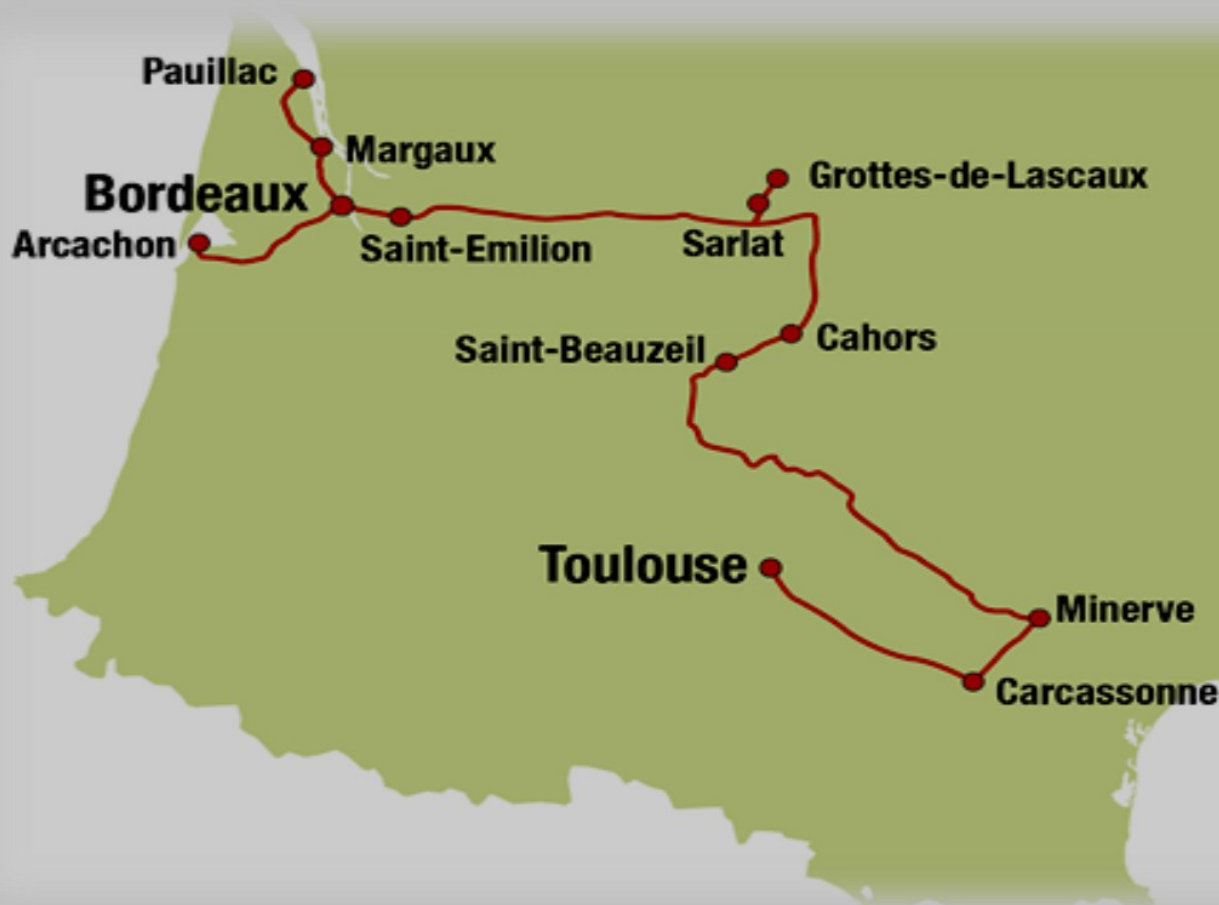 Pauillac
Margaux
Grottes-de-Lascaux
Bordeaux
Arcachon
Saint-Emilion
Sarlat
Cahors
Saint-Beauzeil
Toulouse
Minerve
Carcassonne